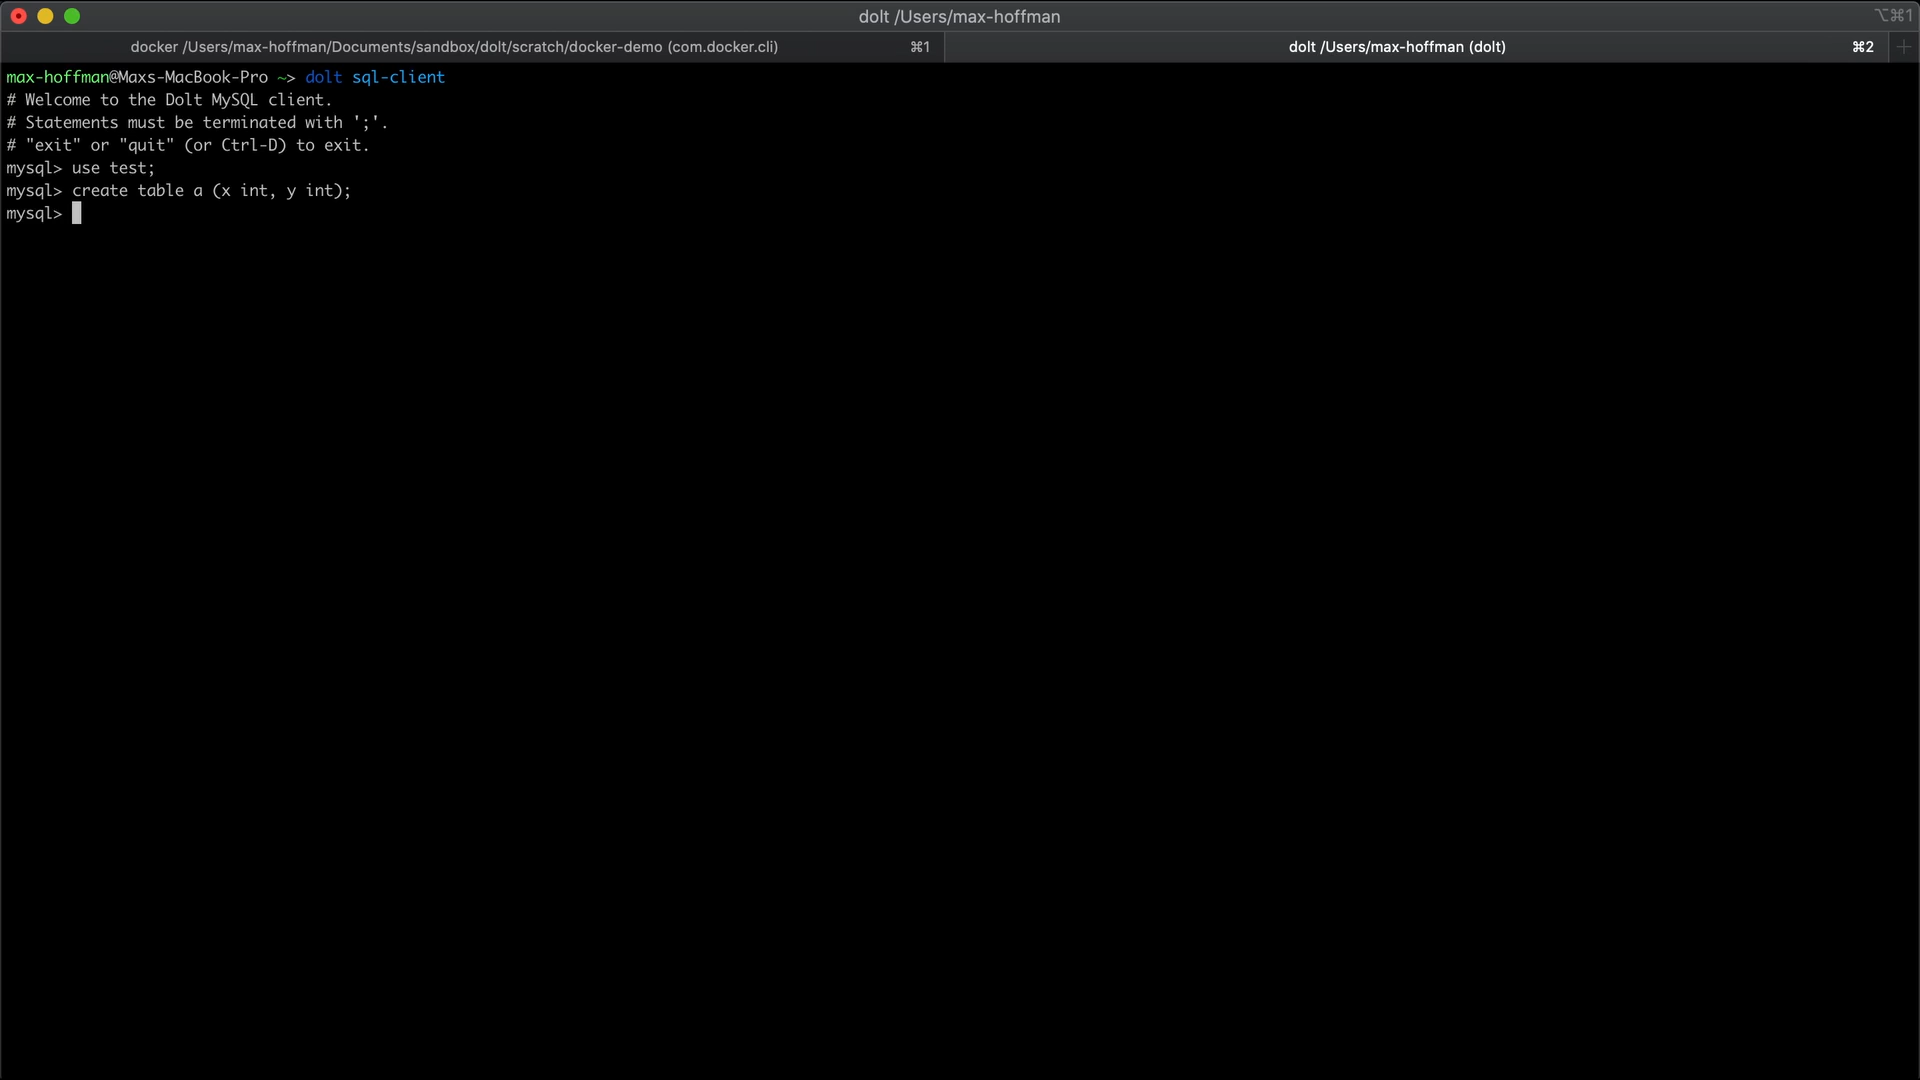 dolt /Users/max-hoffman
⌥⌘1
docker /Users/max-hoffman/Documents/sandbox/dolt/scratch/docker-demo (com.docker.cli) ⌘1
dolt /Users/max-hoffman (dolt) ⌘2
max-hoffman@Maxs-MacBook-Pro ~> dolt sql-client
# Welcome to the Dolt MySQL client.
# Statements must be terminated with ';'.
# "exit" or "quit" (or Ctrl-D) to exit.
mysql> use test;
mysql> create table a (x int, y int);
mysql>